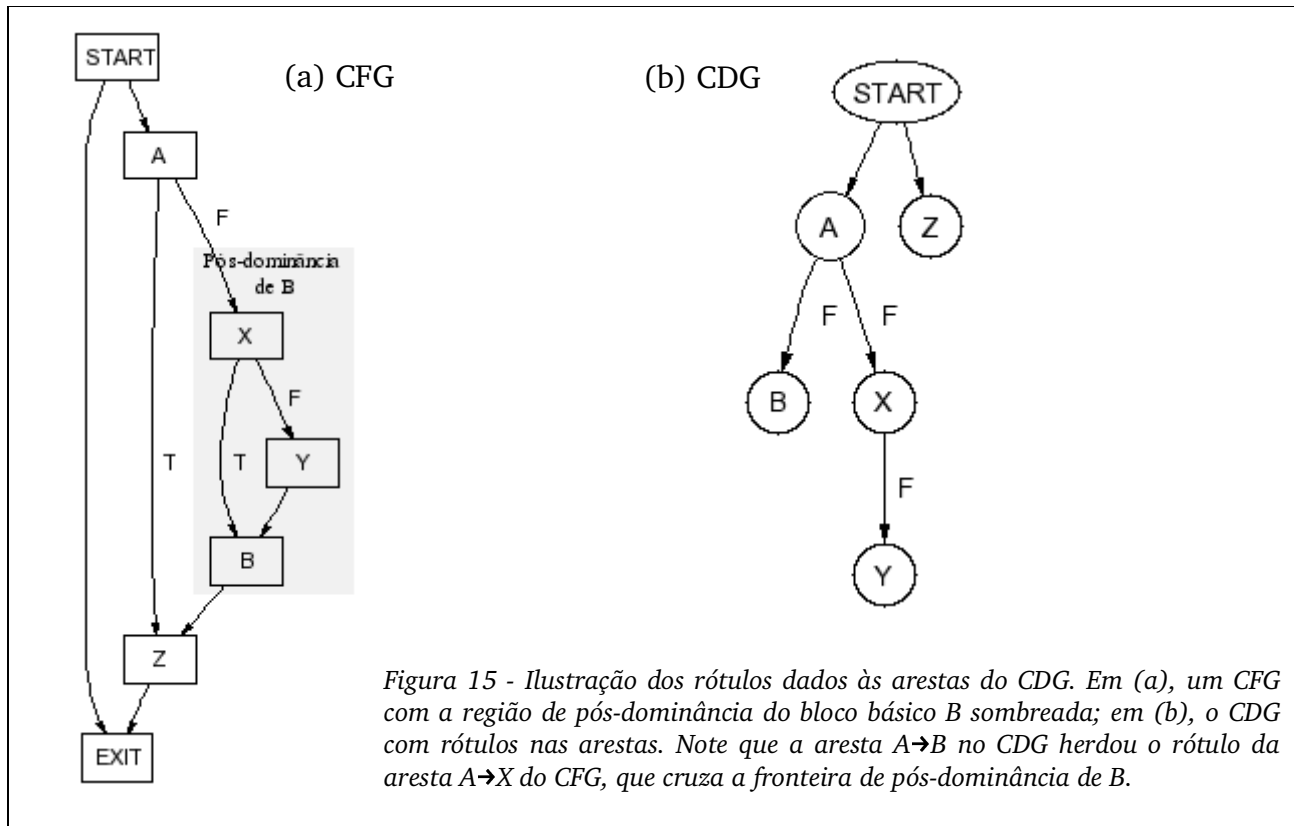 START
(a) CFG
(b) CDG
START
A
F
A
Z
Pós-dominância
de B
X
F
F
F
B
X
T
T
Y
F
B
Y
Z
Figura 15 - Ilustração dos rótulos dados às arestas do CDG. Em (a), um CFG
com a região de pós-dominância do bloco básico B sombreada; em (b), o CDG
com rótulos nas arestas. Note que a aresta A→B no CDG herdou o rótulo da
aresta A→X do CFG, que cruza a fronteira de pós-dominância de B.
EXIT